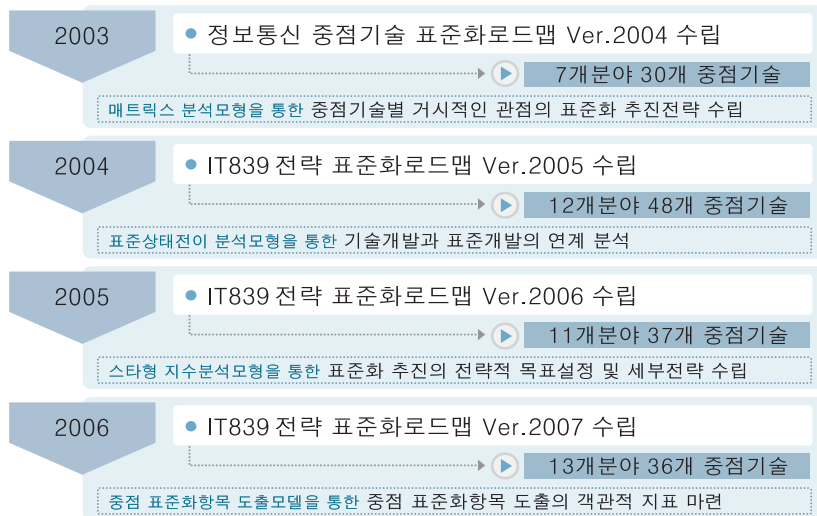 2003
• 정보통신 중점기술 표준화로드맵 Ver.2004 수립
7개분야 30개 중점기술
매트릭스 분석모형을 통한 중점기술별 거시적인 관점의 표준화 추진전략 수립
2004
• IT839 전략 표준화로드맵 Ver.2005 수립
12개분야 48개 중점기술
표준상태전이 분석모형을 통한 기술개발과 표준개발의 연계 분석
2005
• IT839 전략 표준화로드맵 Ver.2006 수립
11개분야 37개 중점기술
스타형 지수분석모형을 통한 표준화 추진의 전략적 목표설정 및 세부전략 수립
2006
• IT839 전략 표준화로드맵 Ver.2007 수립
13개분야 36개 중점기술
중점 표준화항목 도출모델을 통한 중점 표준화항목 도출의 객관적 지표 마련